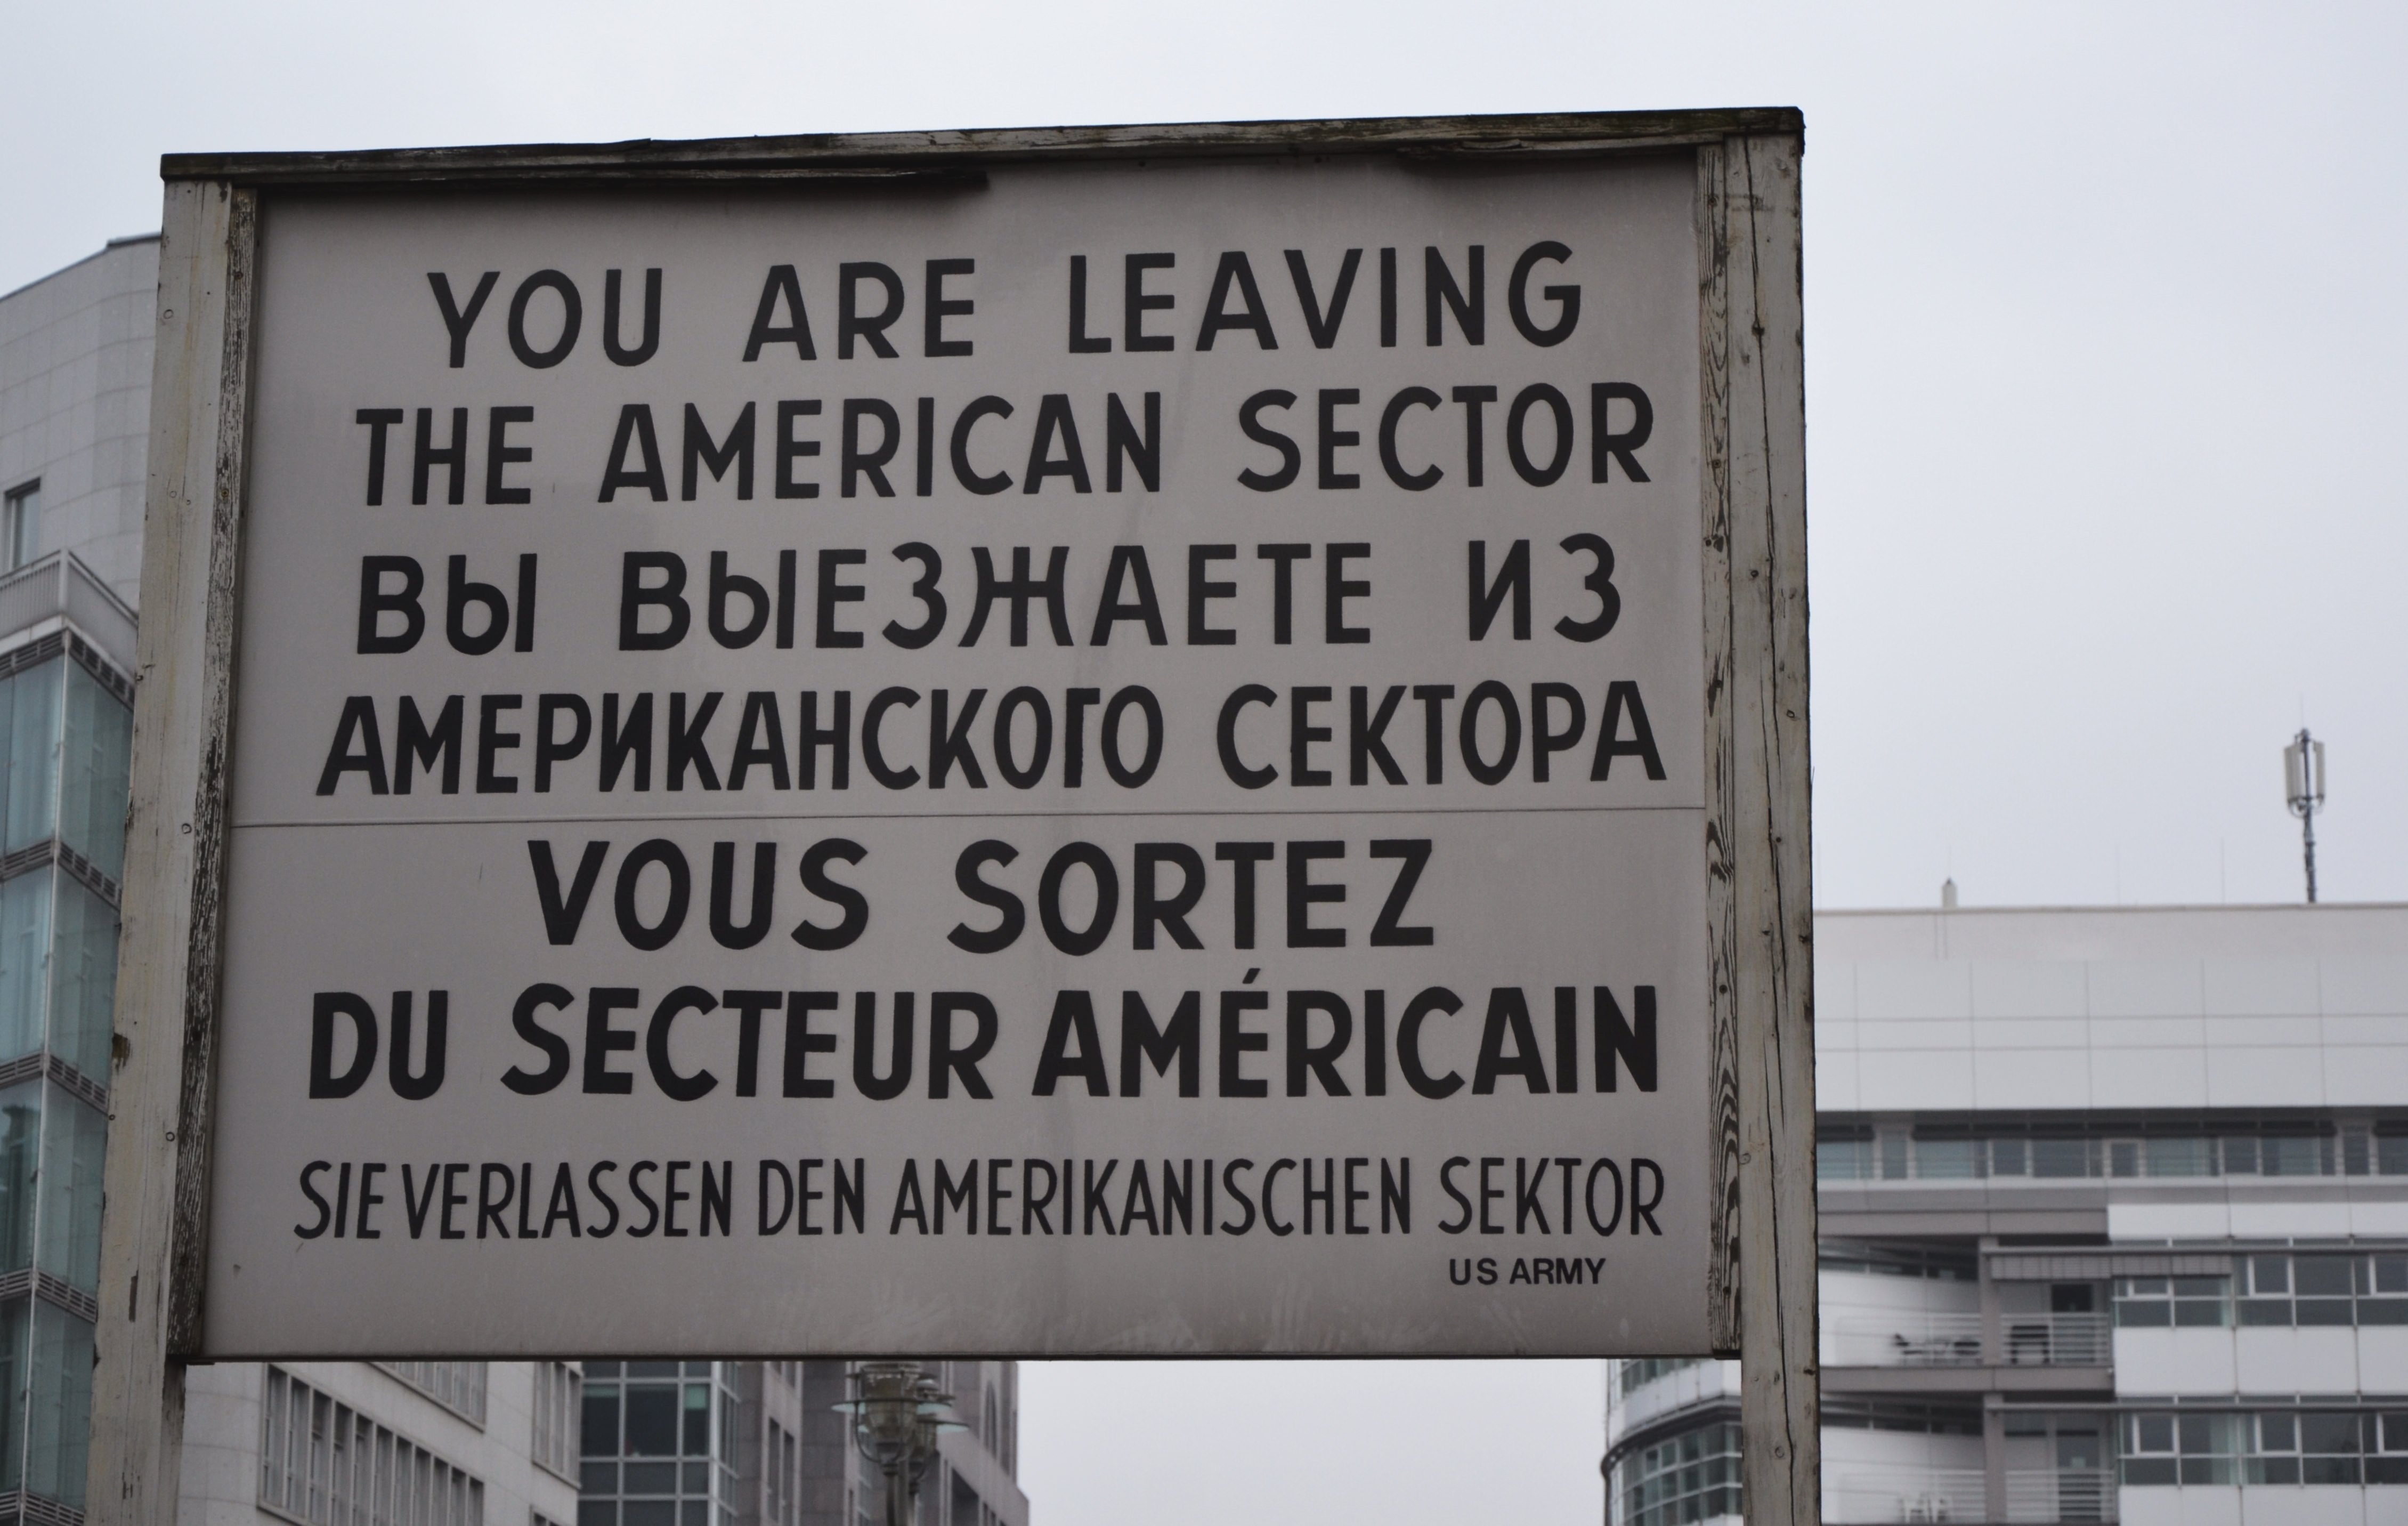 YOU ARE LEAVING
THE AMERICAN SECTOR
ВЫ ВЫЕЗЖАЕТЕ ИЗ
АМЕРИКАНСКОГО СЕКТОРА
VOUS SORTEZ
DU SECTEUR AMÉRICAIN
SIE VERLASSEN DEN AMERIKANISCHEN SEKTOR
US ARMY